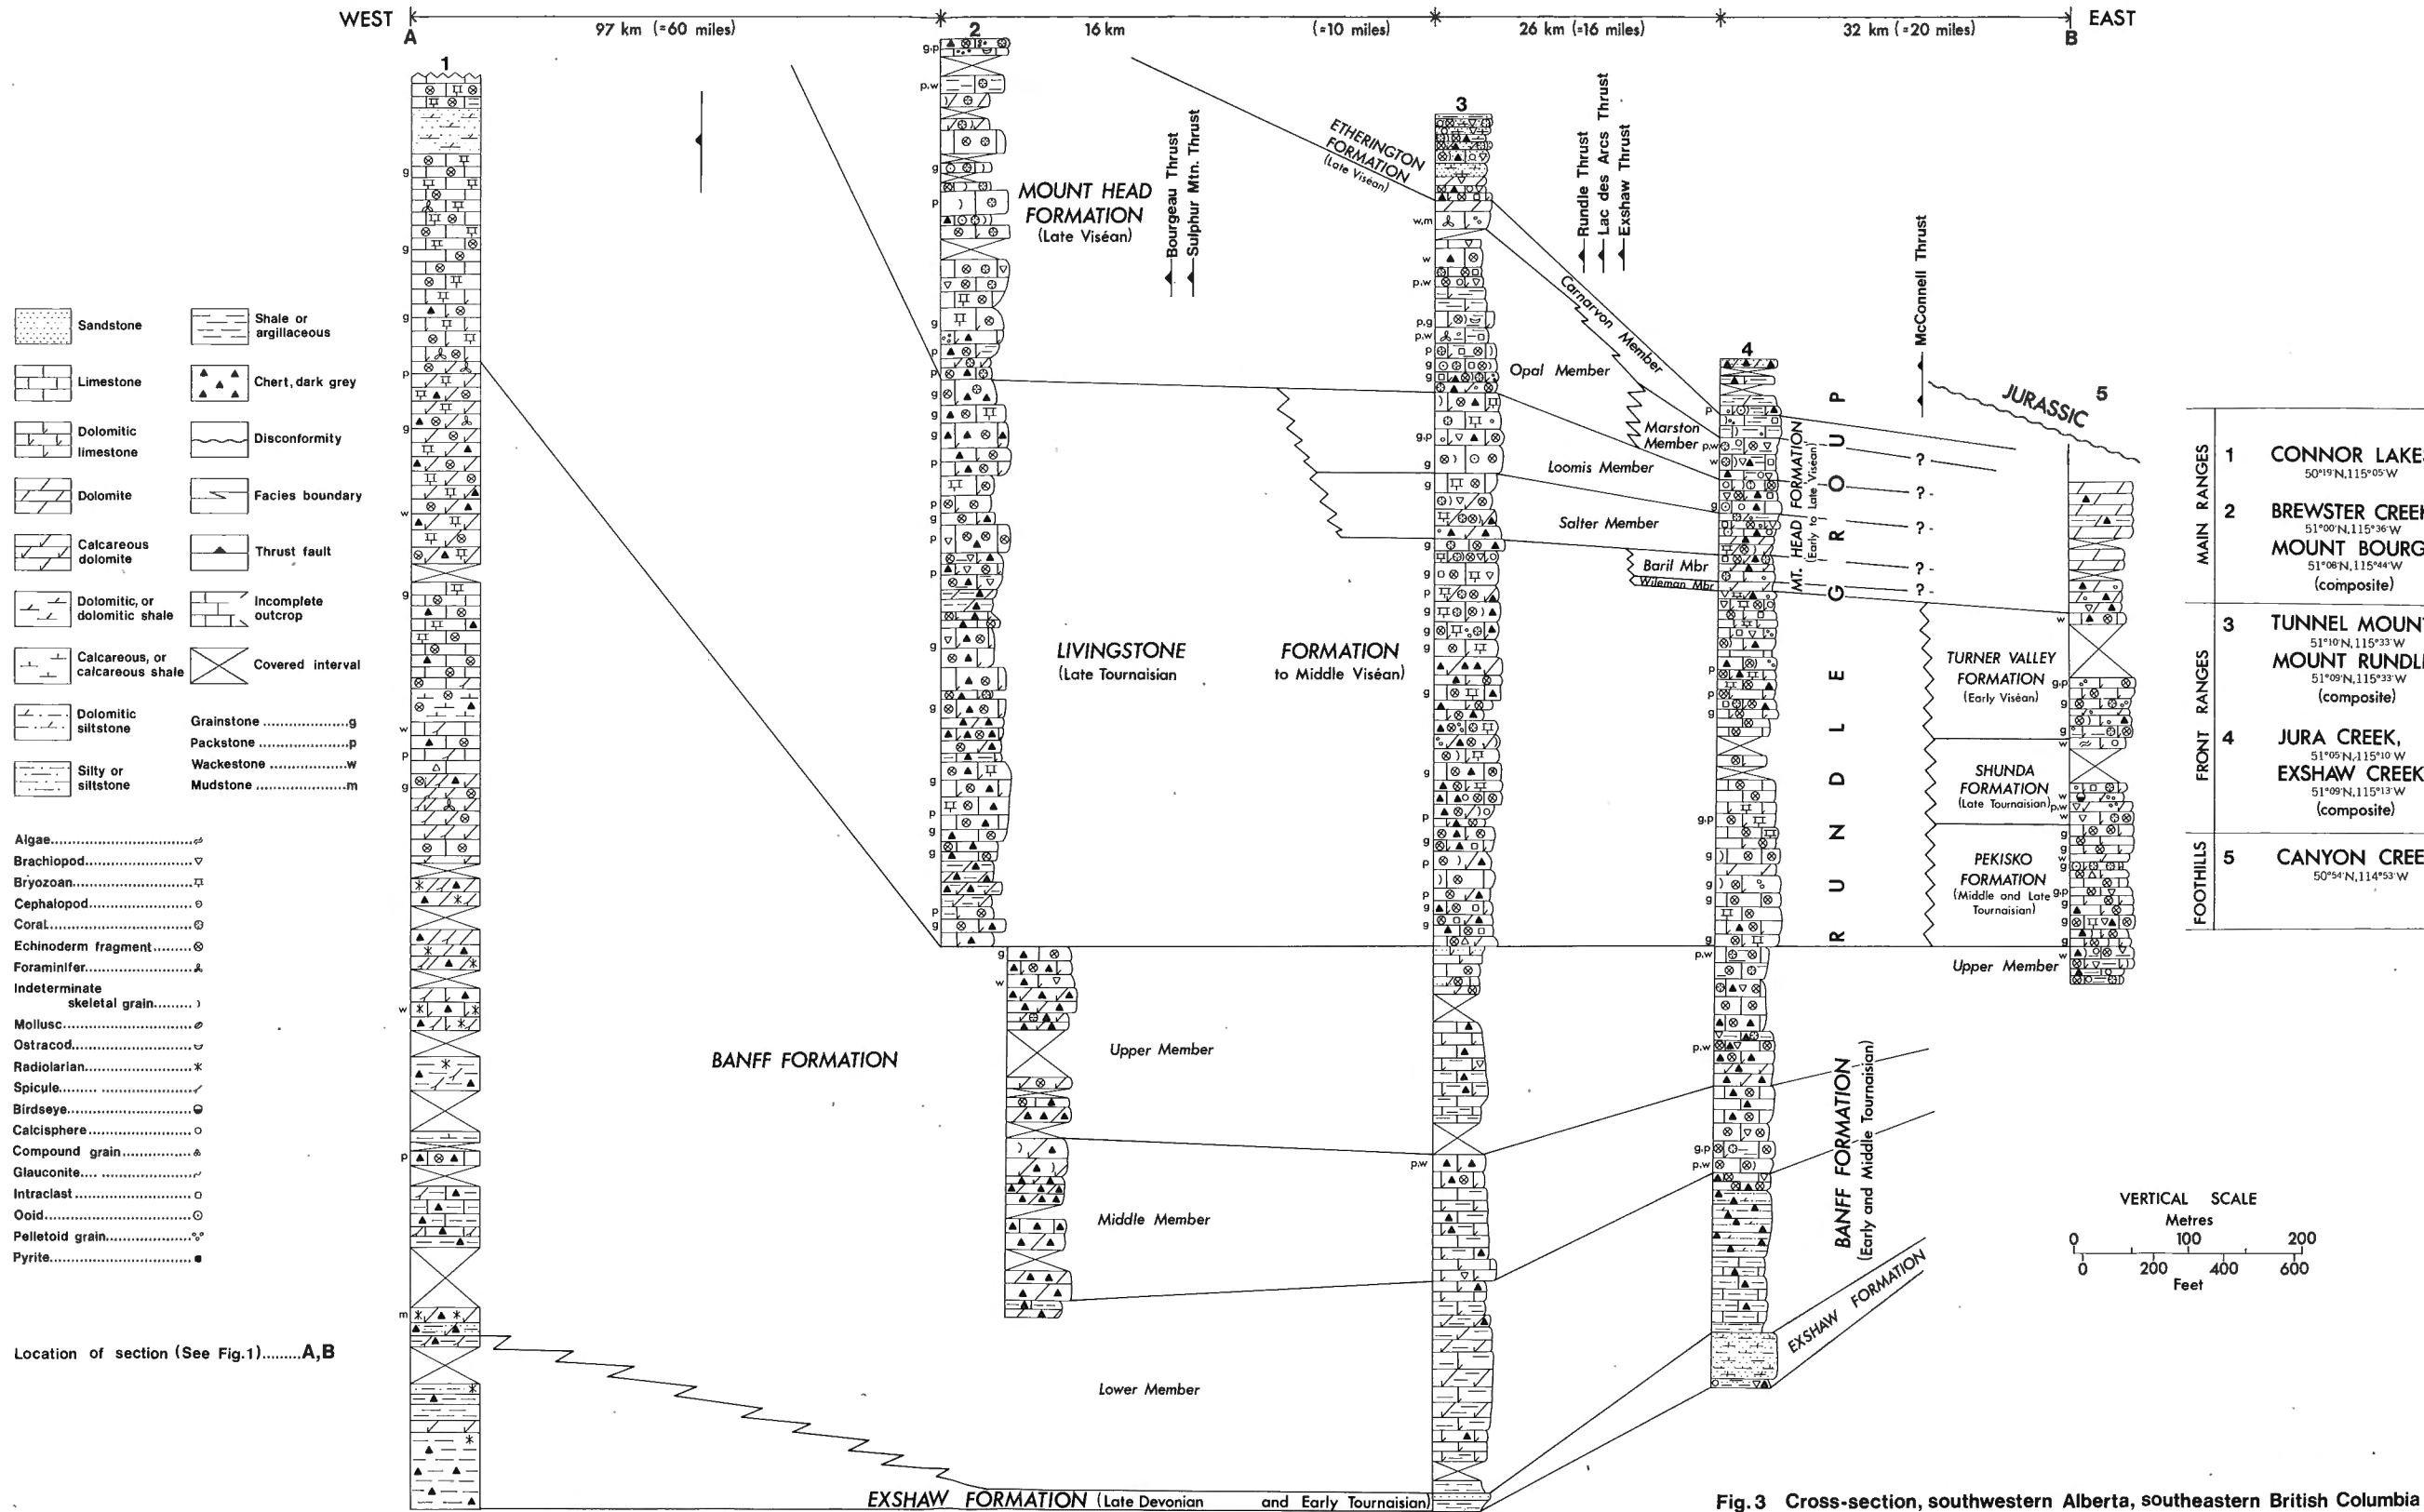 WEST
A
97 km (≈60 miles)
2
16 km
(≈10 miles)
26 km (≈16 miles)
32 km (≈20 miles)
B
EAST
1
3
4
5
ETHERINGTON
FORMATION
(Late Viséan)
MOUNT HEAD
FORMATION
(Late Viséan)
Bourgeau Thrust
Sulphur Mtn. Thrust
Rundle Thrust
Lac des Arcs Thrust
Exshaw Thrust
McConnell Thrust
JURASSIC
Carnarvon Member
Opal Member
Marston
Member
Loomis Member
Salter Member
Baril Mbr
Wileman Mbr
MT. HEAD FORMATION
(Early to Late Viséan)
RUNDLE GROUP
LIVINGSTONE
(Late Tournaisian
FORMATION
to Middle Viséan)
TURNER VALLEY
FORMATION
(Early Viséan)
SHUNDA
FORMATION
(Late Tournaisian)
PEKISKO
FORMATION
(Middle and Late
Tournaisian)
Upper Member
BANFF FORMATION
Upper Member
Middle Member
Lower Member
BANFF FORMATION
(Early and Middle Tournaisian)
EXSHAW FORMATION
EXSHAW FORMATION (Late Devonian and Early Tournaisian)
Sandstone
Limestone
Dolomitic
limestone
Dolomite
Calcareous
dolomite
Dolomitic, or
dolomitic shale
Calcareous, or
calcareous shale
Dolomitic
siltstone
Silty or
siltstone
Shale or
argillaceous
Chert, dark grey
Disconformity
Facies boundary
Thrust fault
Incomplete
outcrop
Covered interval
Grainstone ....................g
Packstone .....................p
Wackestone .................w
Mudstone ....................m
Algae
Brachiopod
Bryozoan
Cephalopod
Coral
Echinoderm fragment
Foraminifer
Indeterminate
skeletal grain
Mollusc
Ostracod
Radiolarian
Spicule
Birdseye
Calcisphere
Compound grain
Glauconite
Intraclast
Ooid
Pelletoid grain
Pyrite
Location of section (See Fig.1).........A,B
MAIN RANGES
1 CONNOR LAKES
50°19'N,115°05'W
2 BREWSTER CREEK
51°00'N,115°36'W
MOUNT BOURG
51°06'N,115°44'W
(composite)
FRONT RANGES
3 TUNNEL MOUNT
51°10'N,115°33'W
MOUNT RUNDLE
51°09'N,115°33'W
(composite)
4 JURA CREEK,
51°05'N,115°10'W
EXSHAW CREEK
51°09'N,115°13'W
(composite)
FOOTHILLS
5 CANYON CREE
50°54'N,114°53'W
VERTICAL SCALE
Metres
0 100 200
0 200 400 600
Feet
Fig.3 Cross-section, southwestern Alberta, southeastern British Columbia